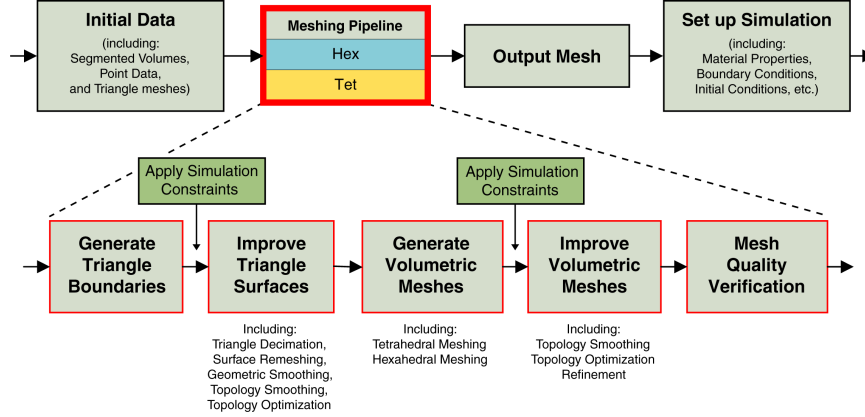 Initial Data
(including:
Segmented Volumes,
Point Data,
and Triangle meshes)
Meshing Pipeline
Hex
Tet
Output Mesh
Set up Simulation
(including:
Material Properties,
Boundary Conditions,
Initial Conditions, etc.)
Apply Simulation
Constraints
Apply Simulation
Constraints
Generate
Triangle
Boundaries
Improve
Triangle
Surfaces
Generate
Volumetric
Meshes
Improve
Volumetric
Meshes
Mesh
Quality
Verification
Including:
Triangle Decimation,
Surface Remeshing,
Geometric Smoothing,
Topology Smoothing,
Topology Optimization
Including:
Tetrahedral Meshing
Hexahedral Meshing
Including:
Topology Smoothing
Topology Optimization
Refinement